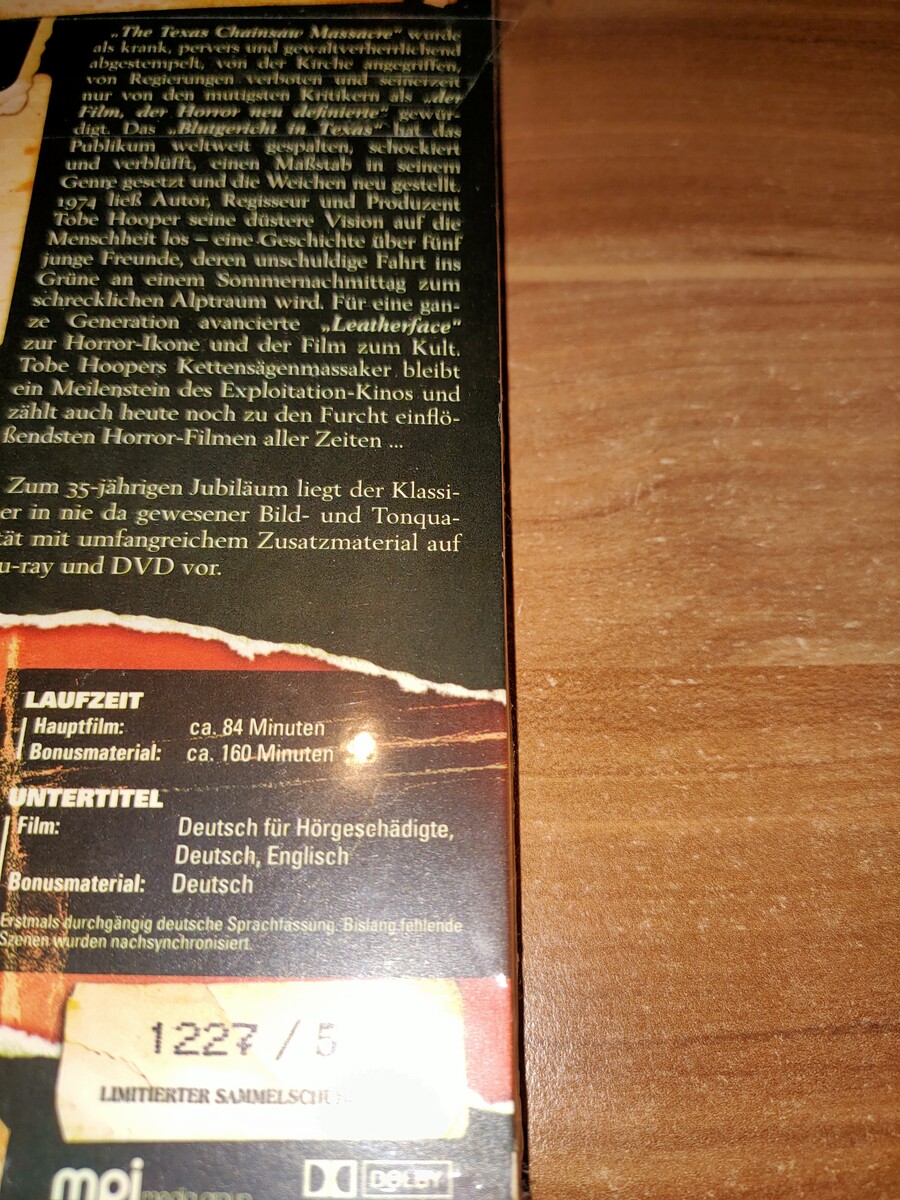 „The Texas Chainsaw Massacre“ wurde
als krank, pervers und gewaltverherrlichend
abgestempelt, von der Kirche angegriffen,
von Regierungen verboten und seinerzeit
nur von den mutigsten Kritikern als „der
Film, der Horror neu definierte“ gewür-
digt. Das „Blutgericht in Texas“ hat das
Publikum weltweit gespalten, schockiert
und verblüfft, einen Maßstab in seinem
Genre gesetzt und die Weichen neu gestellt.
1974 ließ Autor, Regisseur und Produzent
Tobe Hooper seine düstere Vision auf die
Menschheit los – eine Geschichte über fünf
junge Freunde, deren unschuldige Fahrt ins
Grüne an einem Sommernachmittag zum
schrecklichen Alptraum wird. Für eine gan-
ze Generation avancierte „Leatherface“
zur Horror-Ikone und der Film zum Kult.
Tobe Hoopers Kettensägenmassaker bleibt
ein Meilenstein des Exploitation-Kinos und
zählt auch heute noch zu den Furcht einflö-
ßendsten Horror-Filmen aller Zeiten ...
Zum 35-jährigen Jubiläum liegt der Klassi-
er in nie da gewesener Bild- und Tonqua-
tät mit umfangreichem Zusatzmaterial auf
u-ray und DVD vor.
LAUFZEIT
Hauptfilm: ca. 84 Minuten
Bonusmaterial: ca. 160 Minuten
UNTERTITEL
Film: Deutsch für Hörgeschädigte,
Deutsch, Englisch
Bonusmaterial: Deutsch
Erstmals durchgängig deutsche Sprachfassung. Bislang fehlende
Szenen wurden nachsynchronisiert.
1227 / 5
LIMITIERTER
mpi media group
DOLBY